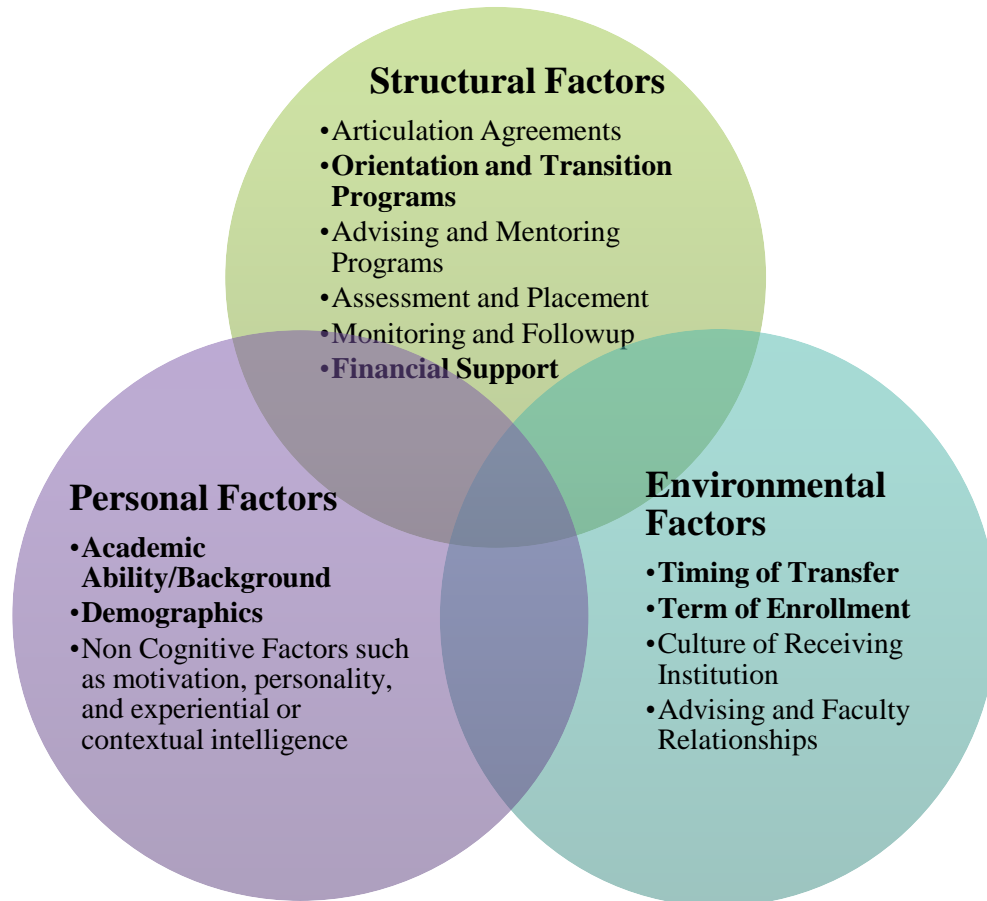 Structural Factors
•Articulation Agreements
•Orientation and Transition
Programs
•Advising and Mentoring
Programs
•Assessment and Placement
•Monitoring and Followup
•Financial Support
Personal Factors
•Academic
Ability/Background
•Demographics
•Non Cognitive Factors such
as motivation, personality,
and experiential or
contextual intelligence
Environmental
Factors
•Timing of Transfer
•Term of Enrollment
•Culture of Receiving
Institution
•Advising and Faculty
Relationships